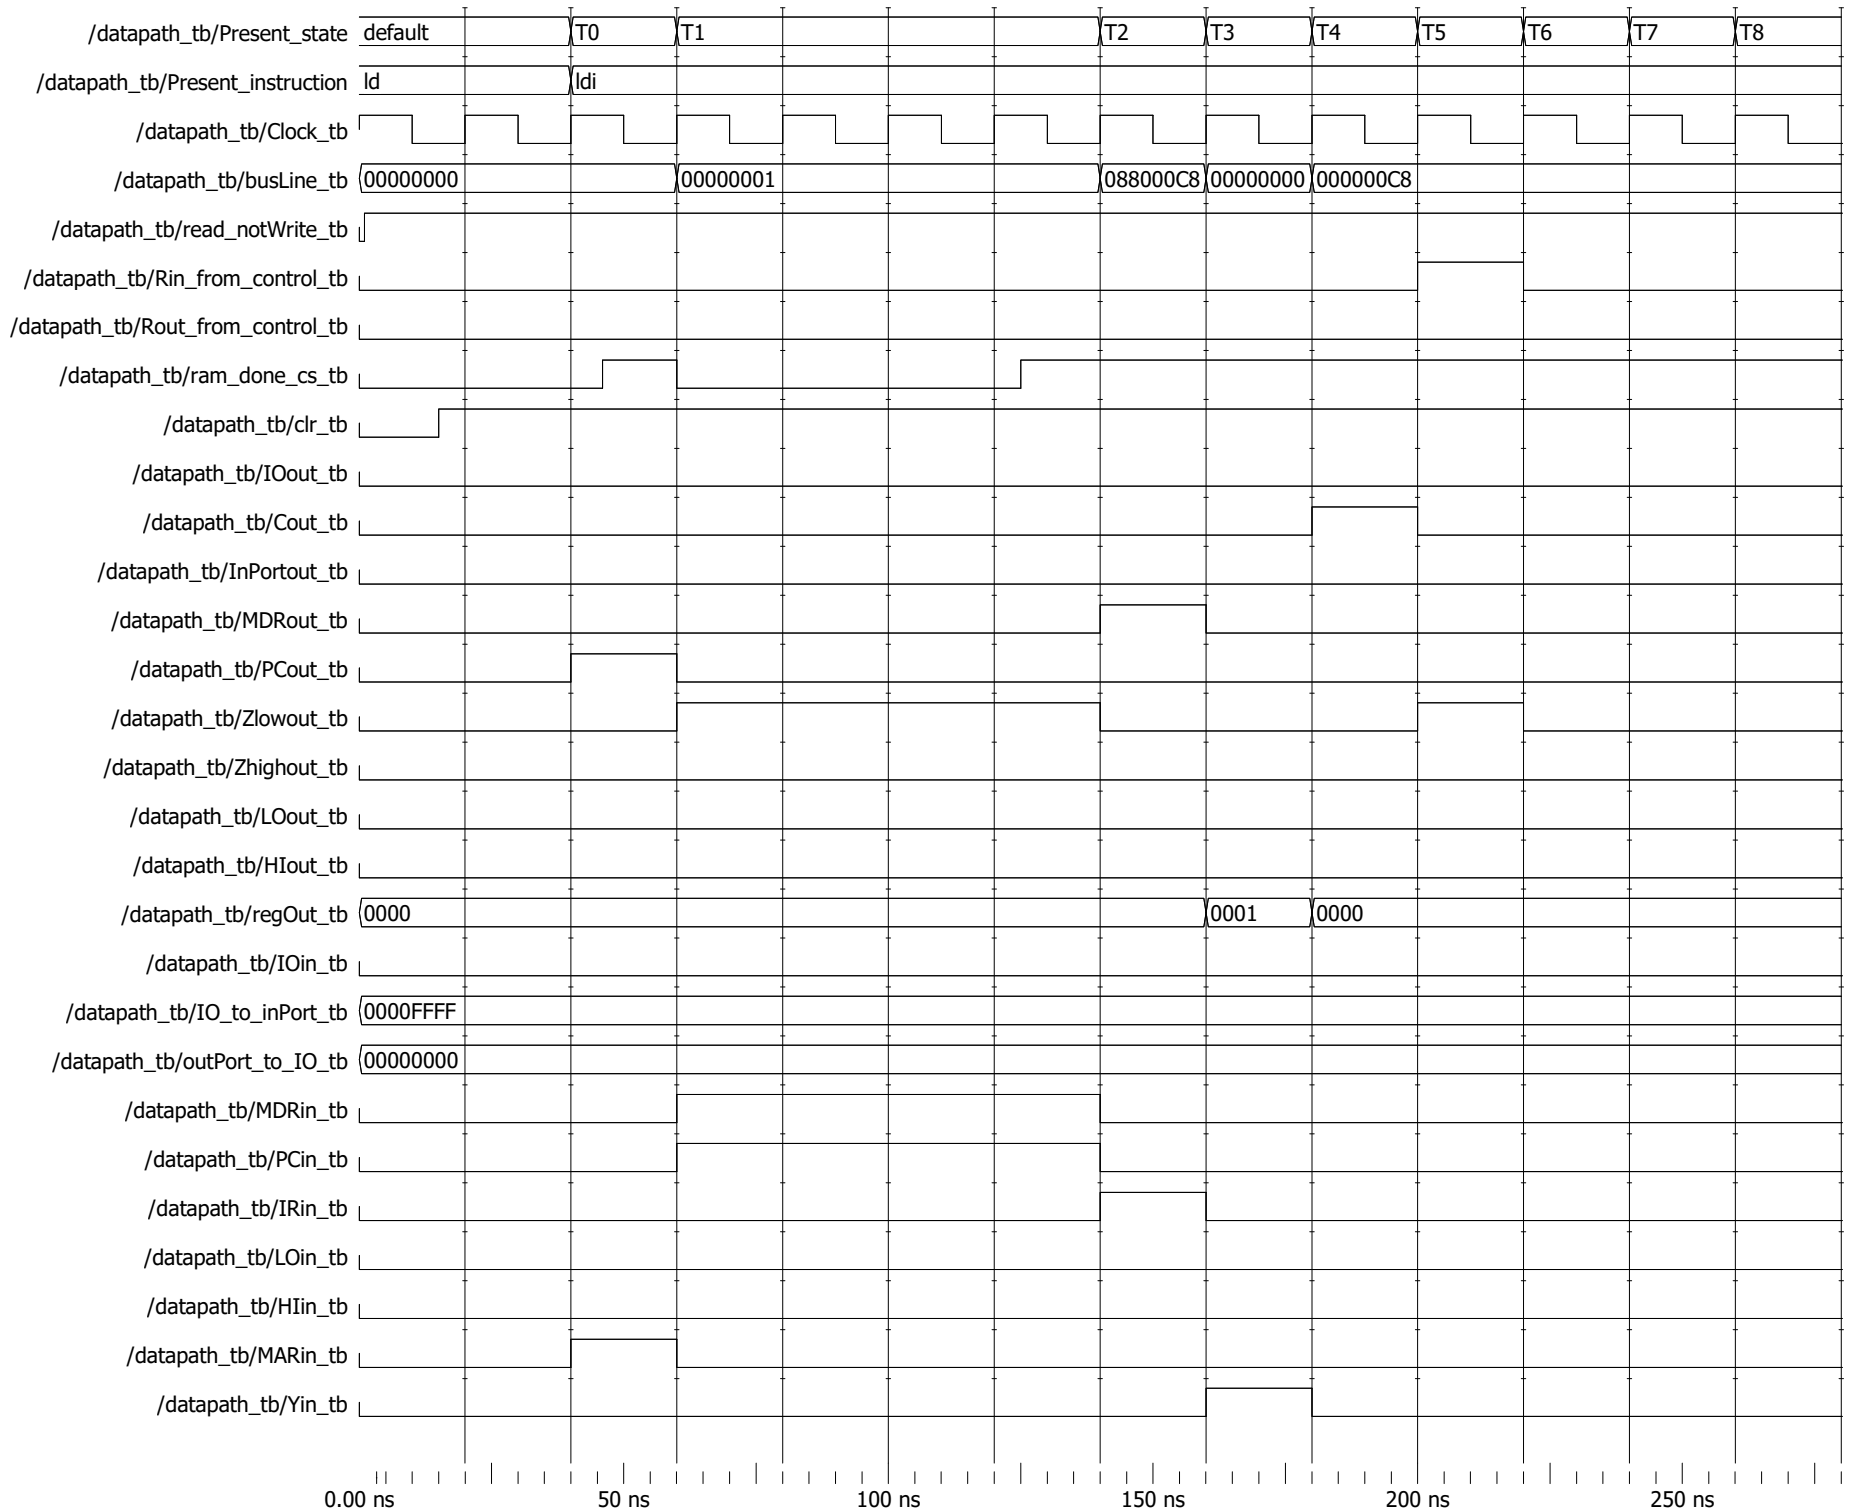 /datapath_tb/Present_state default T0 T1 T2 T3 T4 T5 T6 T7 T8
/datapath_tb/Present_instruction ld ldi
/datapath_tb/Clock_tb
/datapath_tb/busLine_tb 00000000 00000001 088000C8 00000000 000000C8
/datapath_tb/read_notWrite_tb
/datapath_tb/Rin_from_control_tb
/datapath_tb/Rout_from_control_tb
/datapath_tb/ram_done_cs_tb
/datapath_tb/clr_tb
/datapath_tb/IOout_tb
/datapath_tb/Cout_tb
/datapath_tb/InPortout_tb
/datapath_tb/MDRout_tb
/datapath_tb/PCout_tb
/datapath_tb/Zlowout_tb
/datapath_tb/Zhighout_tb
/datapath_tb/LOout_tb
/datapath_tb/HIout_tb
/datapath_tb/regOut_tb 0000 0001 0000
/datapath_tb/IOin_tb
/datapath_tb/IO_to_inPort_tb 0000FFFF
/datapath_tb/outPort_to_IO_tb 00000000
/datapath_tb/MDRin_tb
/datapath_tb/PCin_tb
/datapath_tb/IRin_tb
/datapath_tb/LOin_tb
/datapath_tb/HIin_tb
/datapath_tb/MARin_tb
/datapath_tb/Yin_tb
0.00 ns 50 ns 100 ns 150 ns 200 ns 250 ns